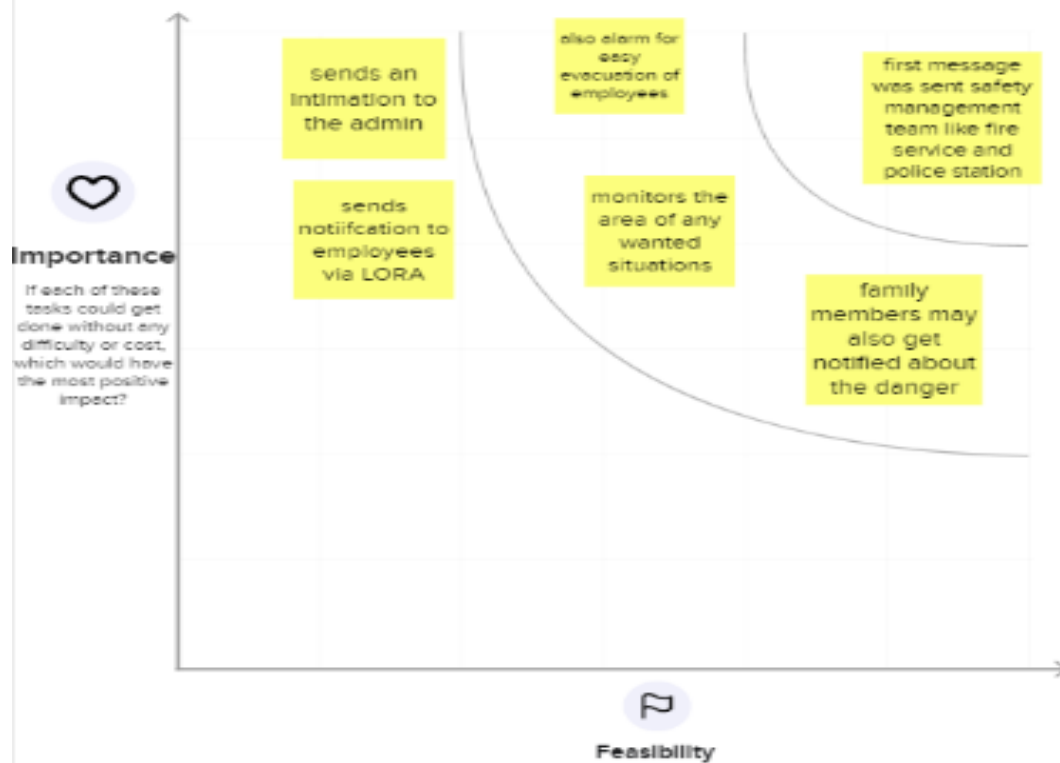 sends an
intimation to
the admin
also alarm for
easy
evacuation of
employees
first message
was sent safety
management
team like fire
service and
police station
sends
notiifcation to
employees
via LORA
monitors the
area of any
wanted
situations
family
members may
also get
notified about
the danger
Importance
If each of these
tasks could get
done without any
difficulty or cost,
which would have
the most positive
impact?
Feasibility